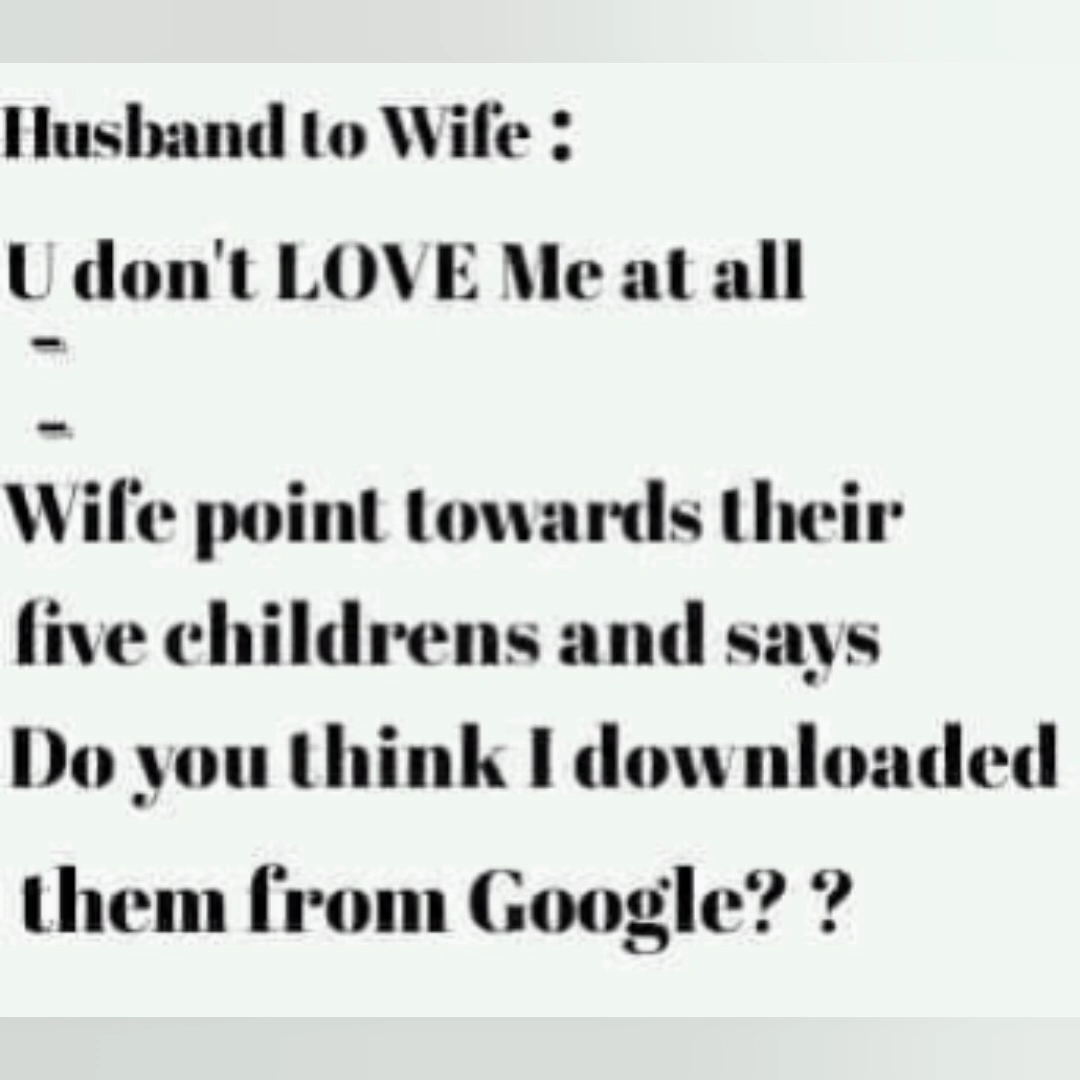 Husband to Wife :
U don't LOVE Me at all
-
-
Wife point towards their
five childrens and says
Do you think I downloaded
them from Google? ?